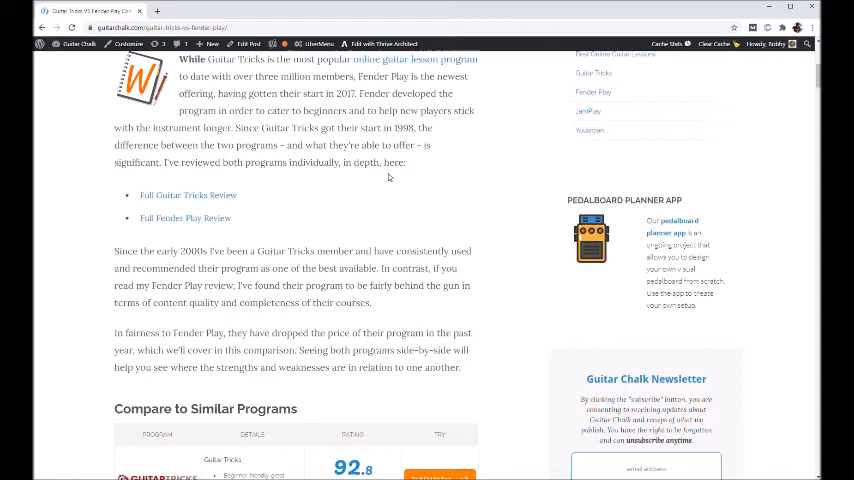 Guitar Tricks VS Fender Play Co
guitarchalk.com/guitar-tricks-vs-fender-play/
Guitar Chalk Customize 3 1 New Edit Post UberMenu Edit with Thrive Architect Cache Stats Clear Cache Howdy, Bobby
W
While Guitar Tricks is the most popular online guitar lesson program
to date with over three million members, Fender Play is the newest
offering, having gotten their start in 2017. Fender developed the
program in order to cater to beginners and to help new players stick
with the instrument longer. Since Guitar Tricks got their start in 1998, the
difference between the two programs - and what they're able to offer - is
significant. I've reviewed both programs individually, in depth, here:
• Full Guitar Tricks Review
• Full Fender Play Review
Since the early 2000s I've been a Guitar Tricks member and have consistently used
and recommended their program as one of the best available. In contrast, if you
read my Fender Play review, I've found their program to be fairly behind the gun in
terms of content quality and completeness of their courses.
In fairness to Fender Play, they have dropped the price of their program in the past
year, which we'll cover in this comparison. Seeing both programs side-by-side will
help you see where the strengths and weaknesses are in relation to one another.
Compare to Similar Programs
PROGRAM DETAILS RATING TRY
GUITARTRICKS
Guitar Tricks
• Beginner-friendly, great
92.8
Best Online Guitar Lessons
Guitar Tricks
Fender Play
JamPlay
Yousician
PEDALBOARD PLANNER APP
Our pedalboard
planner app is an
ongoing project that
allows you to design
your own visual
pedalboard from scratch.
Use the app to create
your own setup.
Guitar Chalk Newsletter
By clicking the "subscribe" button, you are
consenting to receiving updates about
Guitar Chalk and recaps of what we
publish. You have the right to be forgotten
and can unsubscribe anytime.
email address